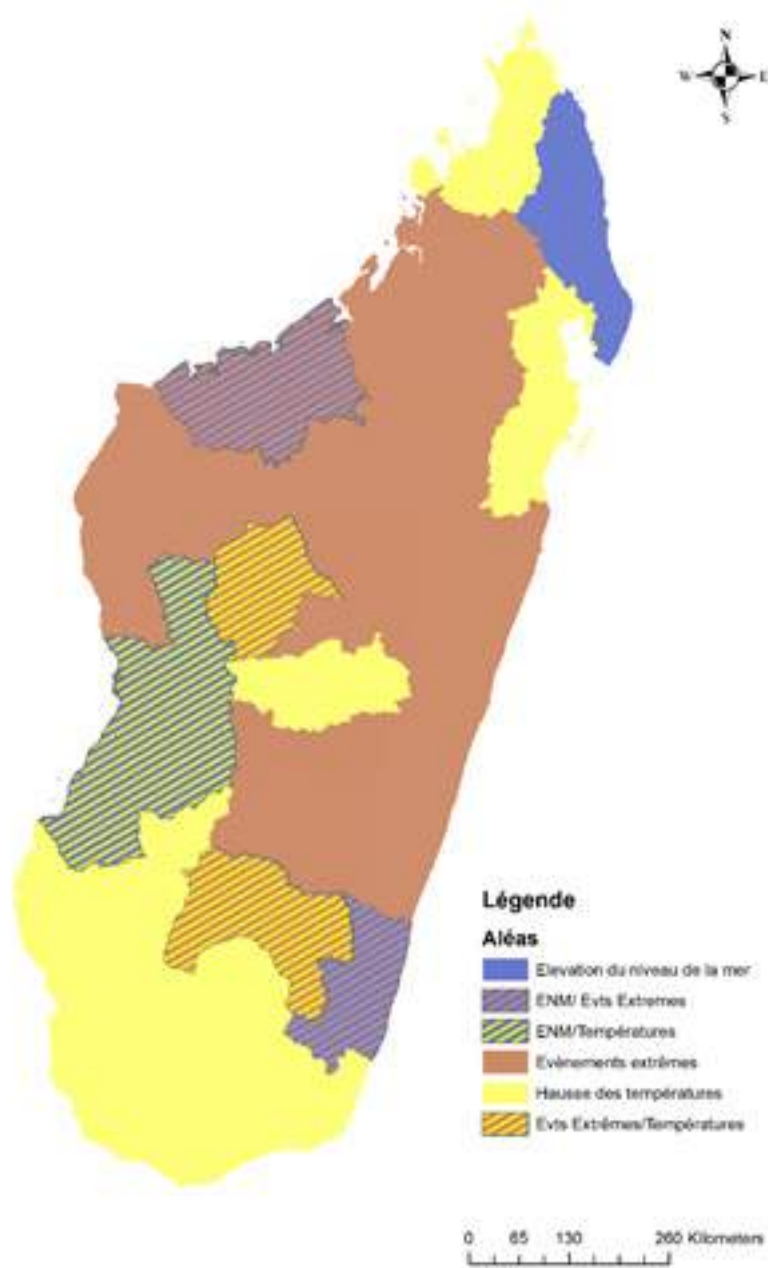 N
W E
S
Légende
Aléas
Elevation du niveau de la mer
ENM/ Evts Extremes
ENM/Températures
Evènements extrêmes
Hausse des températures
Evts Extrêmes/Températures
0 65 130 260 Kilometers